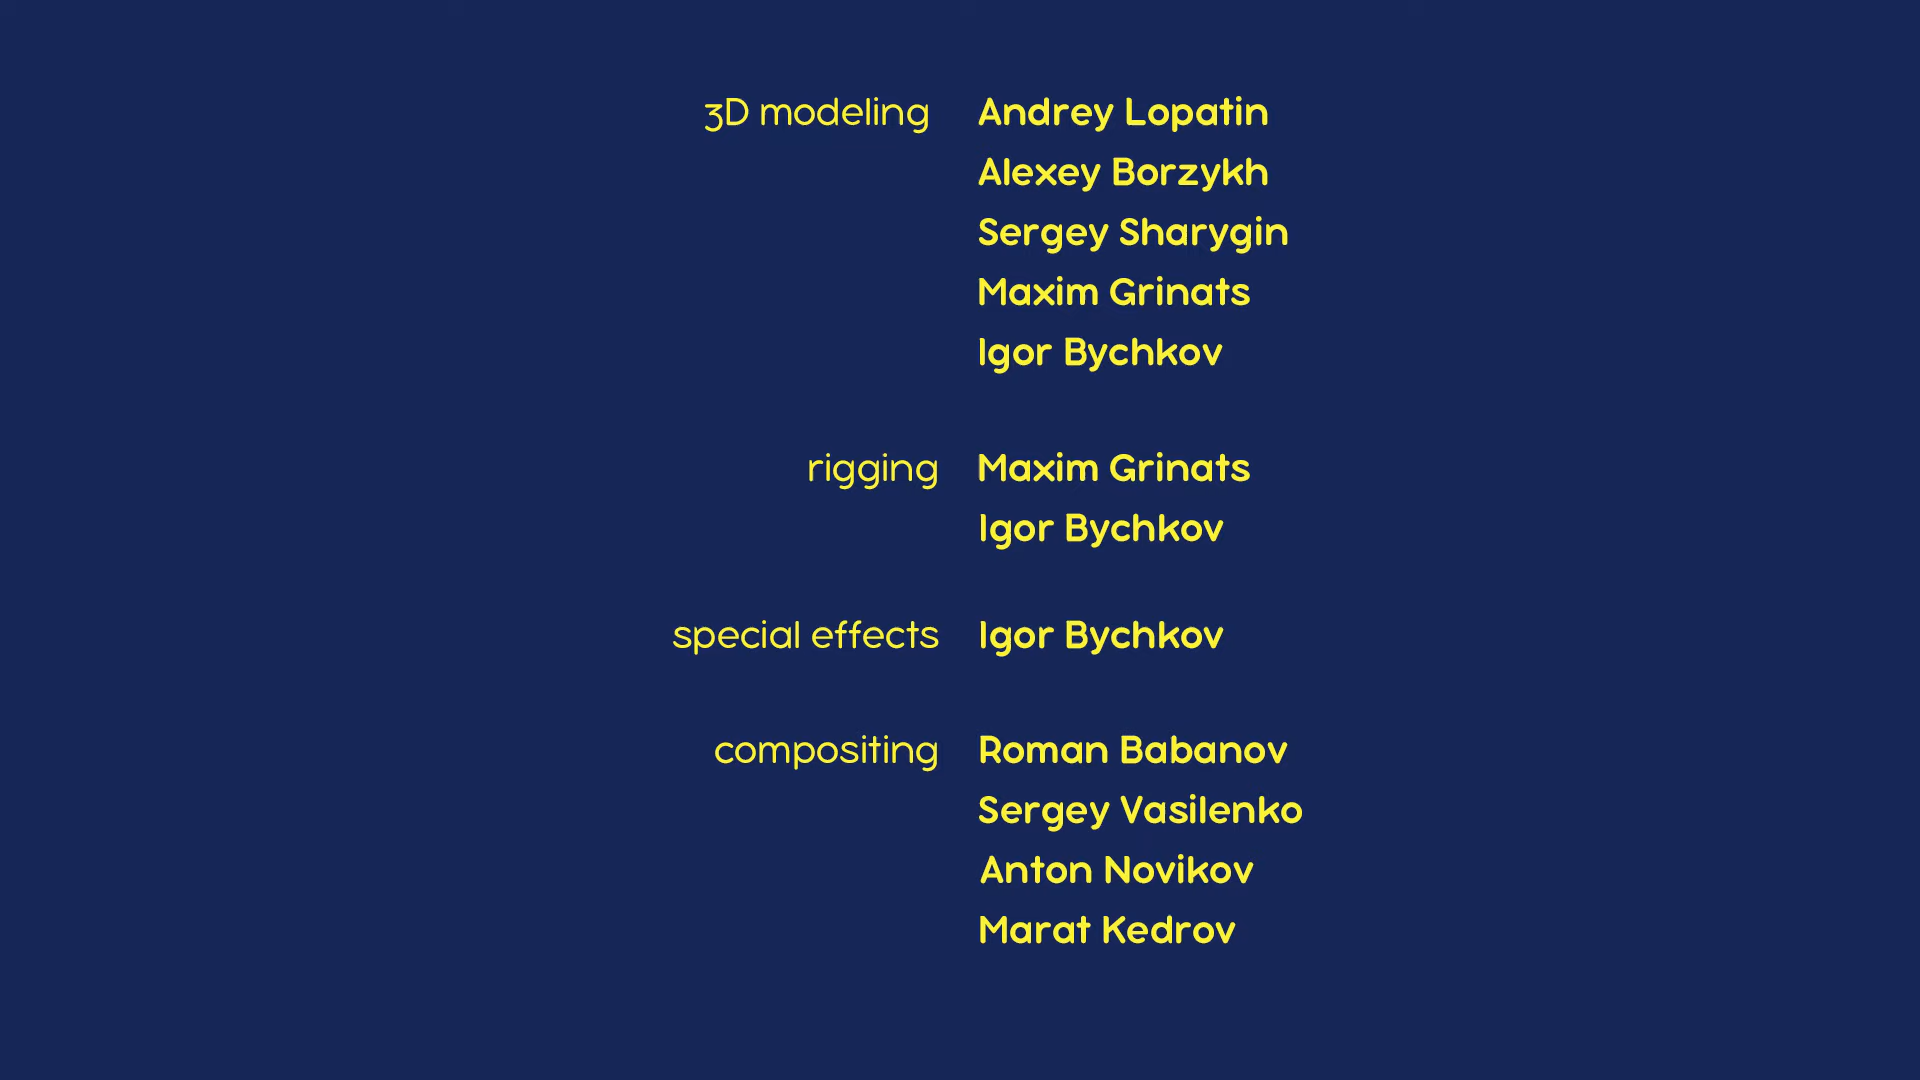 3D modeling Andrey Lopatin
Alexey Borzykh
Sergey Sharygin
Maxim Grinats
Igor Bychkov
rigging Maxim Grinats
Igor Bychkov
special effects Igor Bychkov
compositing Roman Babanov
Sergey Vasilenko
Anton Novikov
Marat Kedrov